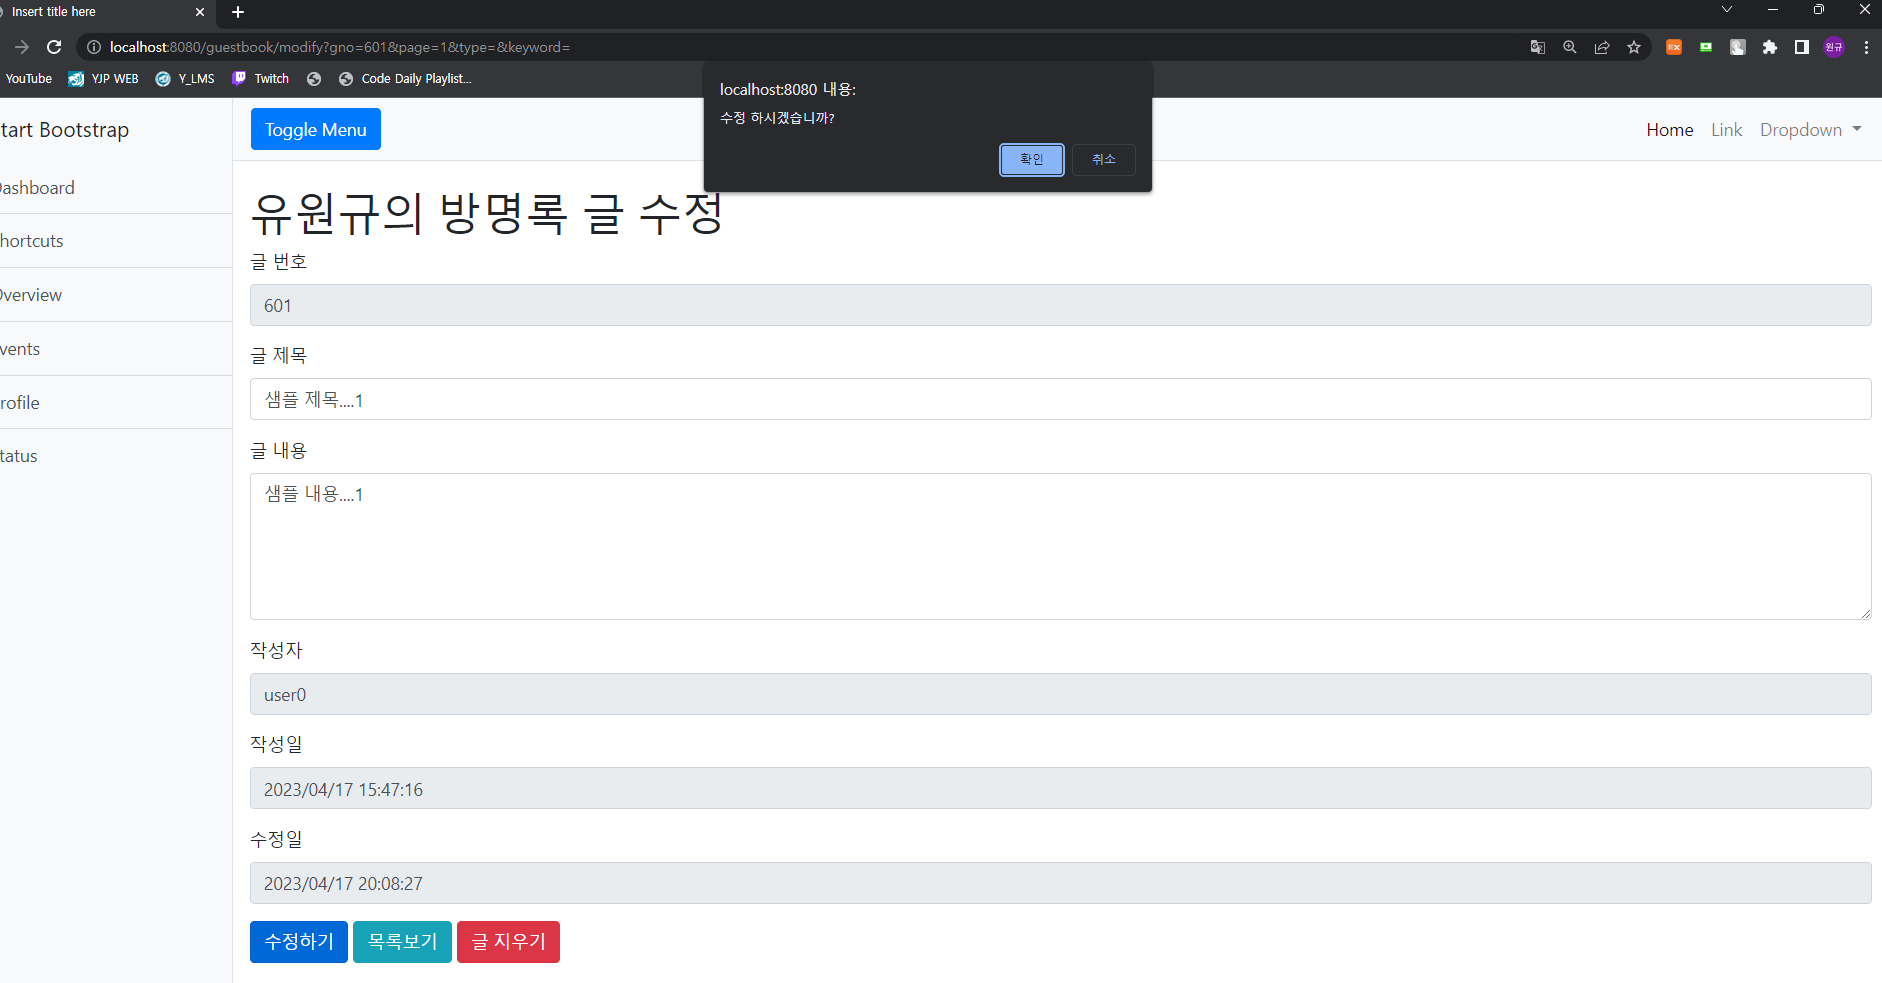 Insert title here
localhost:8080/guestbook/modify?gno=601&page=1&type=&keyword=
원규
YouTube YJP WEB Y_LMS Twitch Code Daily Playlist...
localhost:8080 내용:
수정 하시겠습니까?
확인 취소
tart Bootstrap
Toggle Menu
Home Link Dropdown
ashboard
hortcuts
verview
vents
rofile
tatus
유원규의 방명록 글 수정
글 번호
601
글 제목
샘플 제목....1
글 내용
샘플 내용....1
작성자
user0
작성일
2023/04/17 15:47:16
수정일
2023/04/17 20:08:27
수정하기 목록보기 글 지우기